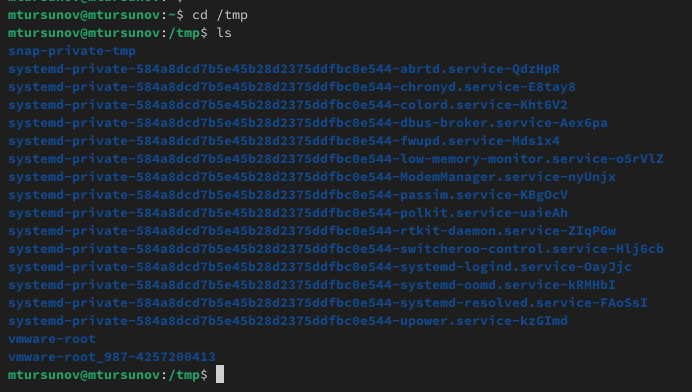 mtursunov@mtursunov:~$ cd /tmp
mtursunov@mtursunov:/tmp$ ls
snap-private-tmp
systemd-private-584a8dcd7b5e45b28d2375ddfbc0e544-abrtd.service-QdzHpR
systemd-private-584a8dcd7b5e45b28d2375ddfbc0e544-chronyd.service-E8tay8
systemd-private-584a8dcd7b5e45b28d2375ddfbc0e544-colord.service-Kht6V2
systemd-private-584a8dcd7b5e45b28d2375ddfbc0e544-dbus-broker.service-Aex6pa
systemd-private-584a8dcd7b5e45b28d2375ddfbc0e544-fwupd.service-Mds1x4
systemd-private-584a8dcd7b5e45b28d2375ddfbc0e544-low-memory-monitor.service-o5rVlZ
systemd-private-584a8dcd7b5e45b28d2375ddfbc0e544-ModemManager.service-nyUnjx
systemd-private-584a8dcd7b5e45b28d2375ddfbc0e544-passim.service-KBgOcV
systemd-private-584a8dcd7b5e45b28d2375ddfbc0e544-polkit.service-uaieAh
systemd-private-584a8dcd7b5e45b28d2375ddfbc0e544-rtkit-daemon.service-ZIqPGw
systemd-private-584a8dcd7b5e45b28d2375ddfbc0e544-switcheroo-control.service-Hlj6cb
systemd-private-584a8dcd7b5e45b28d2375ddfbc0e544-systemd-logind.service-OayJjc
systemd-private-584a8dcd7b5e45b28d2375ddfbc0e544-systemd-oomd.service-kRMHbI
systemd-private-584a8dcd7b5e45b28d2375ddfbc0e544-systemd-resolved.service-FAoSsI
systemd-private-584a8dcd7b5e45b28d2375ddfbc0e544-upower.service-kzGImd
vmware-root
vmware-root_987-4257200413
mtursunov@mtursunov:/tmp$